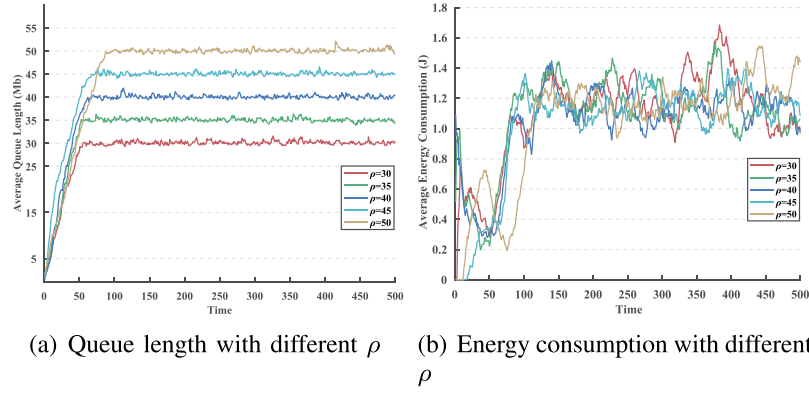 55
50
45
40
35
30
15
5
0
50
100
150
200
250
300
350
400
450
500
Average Queue Length (Mb)
Time
ρ=30
ρ=35
ρ=40
ρ=45
ρ=50
(a) Queue length with different ρ
1.8
1.6
1.4
1.2
1.0
0.8
0.6
0.4
0.2
0
0
50
100
150
200
250
300
350
400
450
500
Average Energy Consumption (J)
Time
ρ=30
ρ=35
ρ=40
ρ=45
ρ=50
(b) Energy consumption with different
ρ